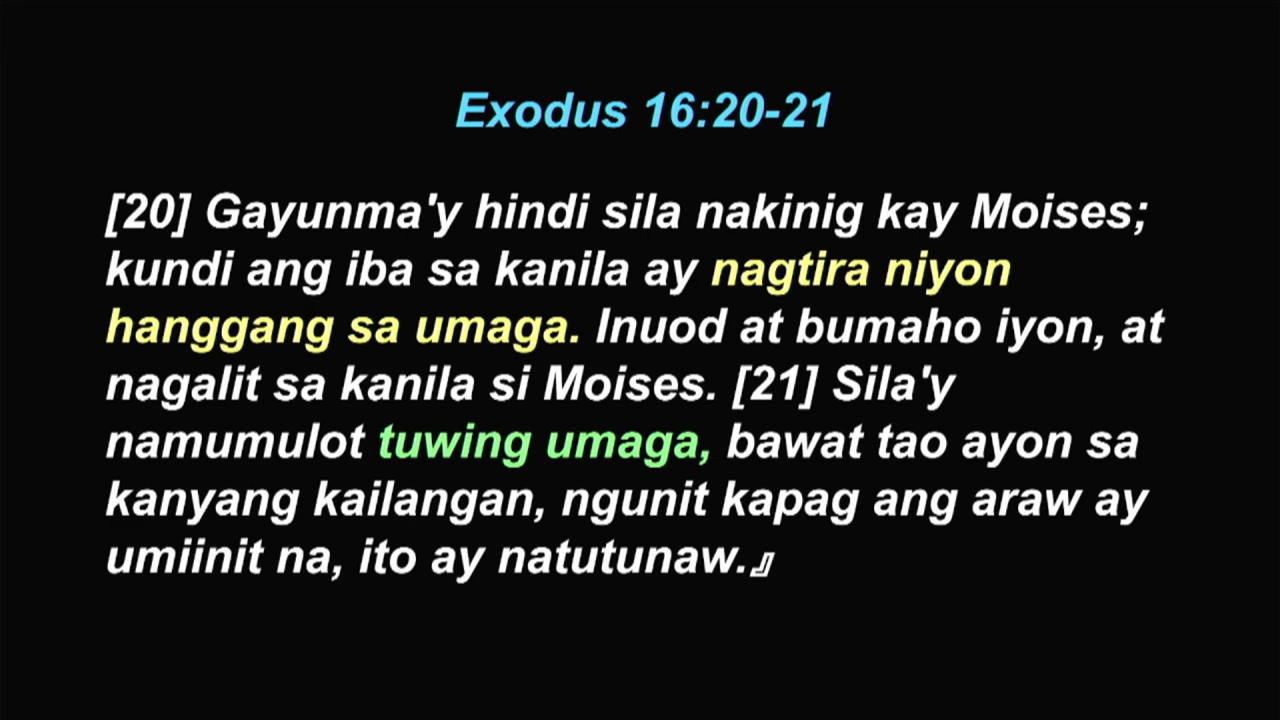 Exodus 16:20-21
[20] Gayunma'y hindi sila nakinig kay Moises;
kundi ang iba sa kanila ay nagtira niyon
hanggang sa umaga. Inuod at bumaho iyon, at
nagalit sa kanila si Moises. [21] Sila'y
namumulot tuwing umaga, bawat tao ayon sa
kanyang kailangan, ngunit kapag ang araw ay
umiinit na, ito ay natutunaw.』